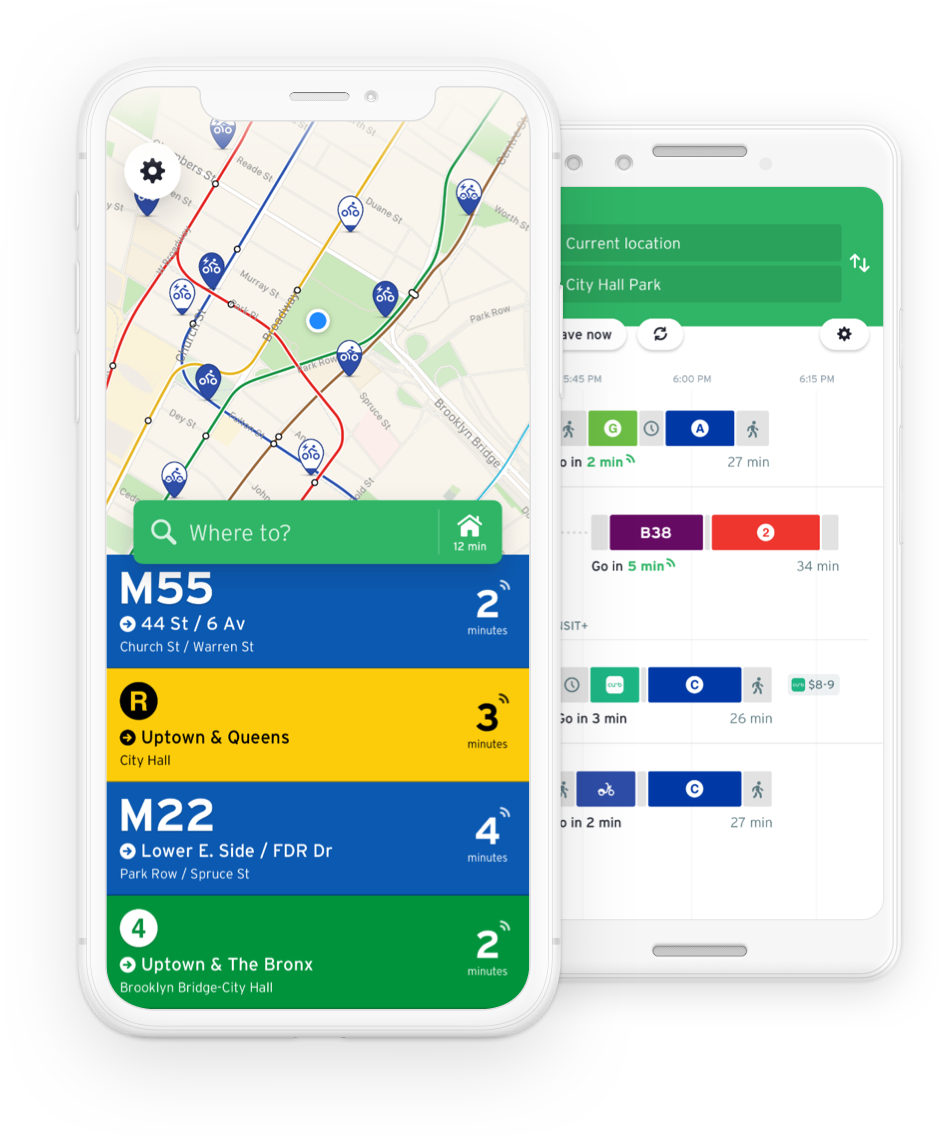 Chambers St
Reade St
Duane St
Worth St
Centre St
W Broadway
Murray St
Park Pl
Broadway
Church St
Park Row
Park Row
Spruce St
Brooklyn Bridge
Dey St
Fulton St
Where to?
12 min
M55
44 St / 6 Av
Church St / Warren St
2
minutes
R
Uptown & Queens
City Hall
3
minutes
M22
Lower E. Side / FDR Dr
Park Row / Spruce St
4
minutes
4
Uptown & The Bronx
Brooklyn Bridge-City Hall
2
minutes
Current location
City Hall Park
ave now
5:45 PM
6:00 PM
6:15 PM
G
A
o in 2 min
27 min
B38
2
Go in 5 min
34 min
NSIT+
C
$8-9
Go in 3 min
26 min
C
o in 2 min
27 min